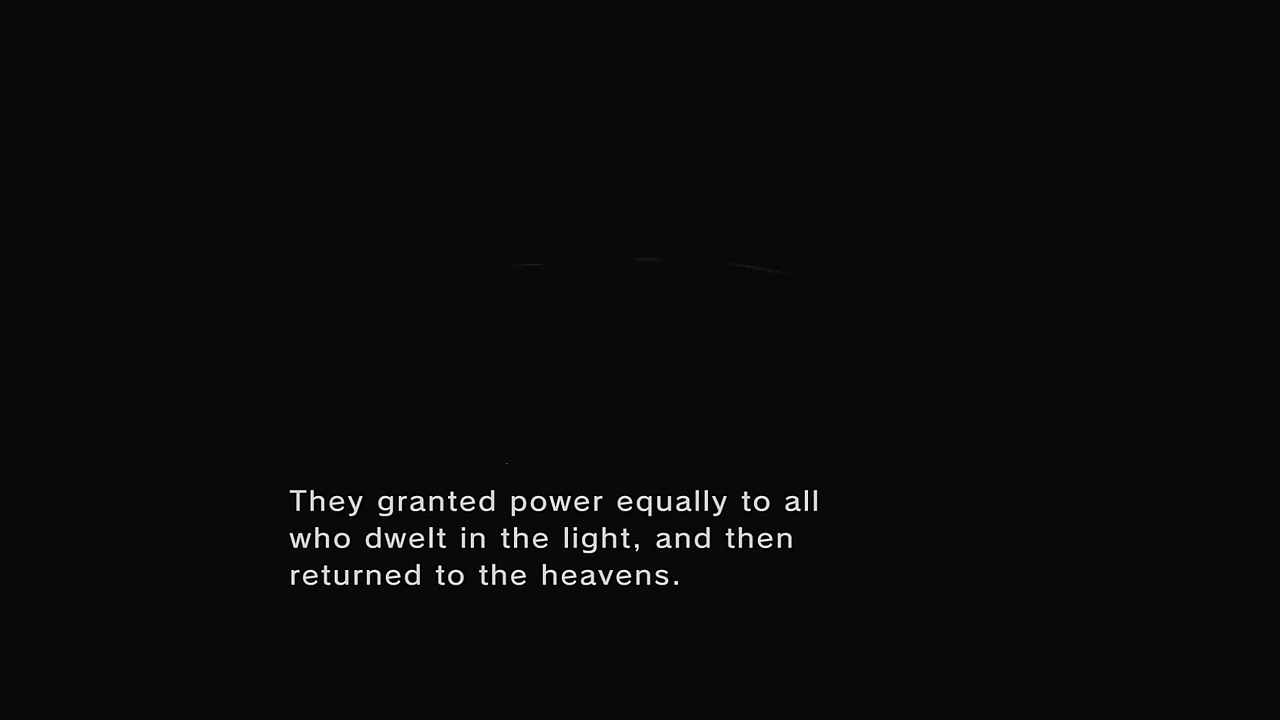 They granted power equally to all
who dwelt in the light, and then
returned to the heavens.